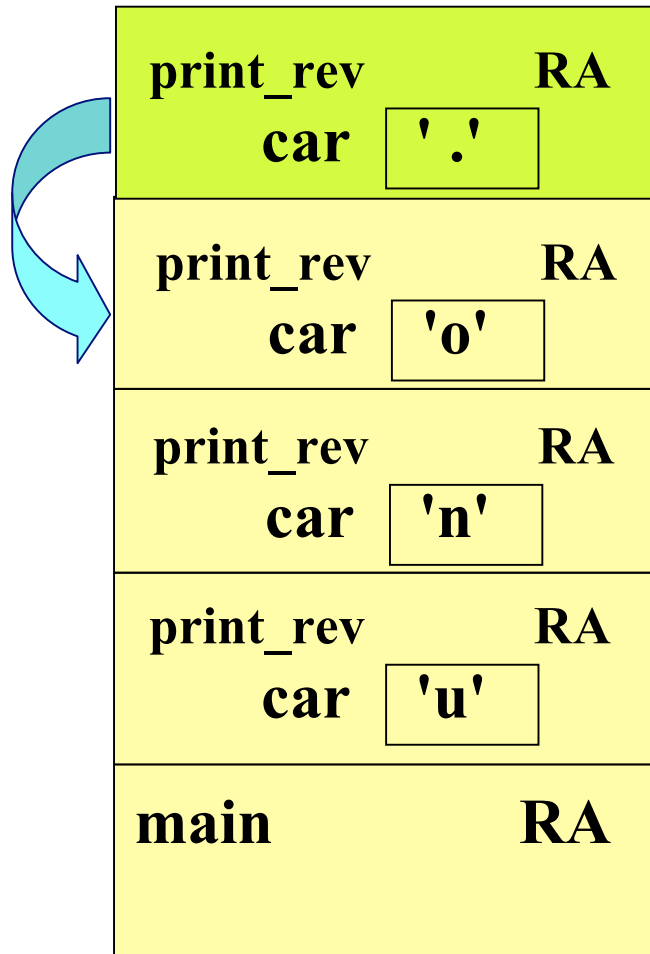 print_rev RA
car ' .'
print_rev RA
car 'o'
print_rev RA
car 'n'
print_rev RA
car 'u'
main RA